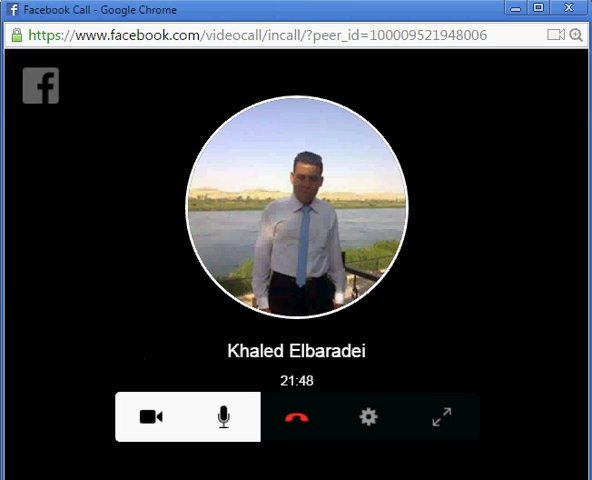 Facebook Call - Google Chrome
https://www.facebook.com/videocall/incall/?peer_id=100009521948006
Khaled Elbaradei
21:48